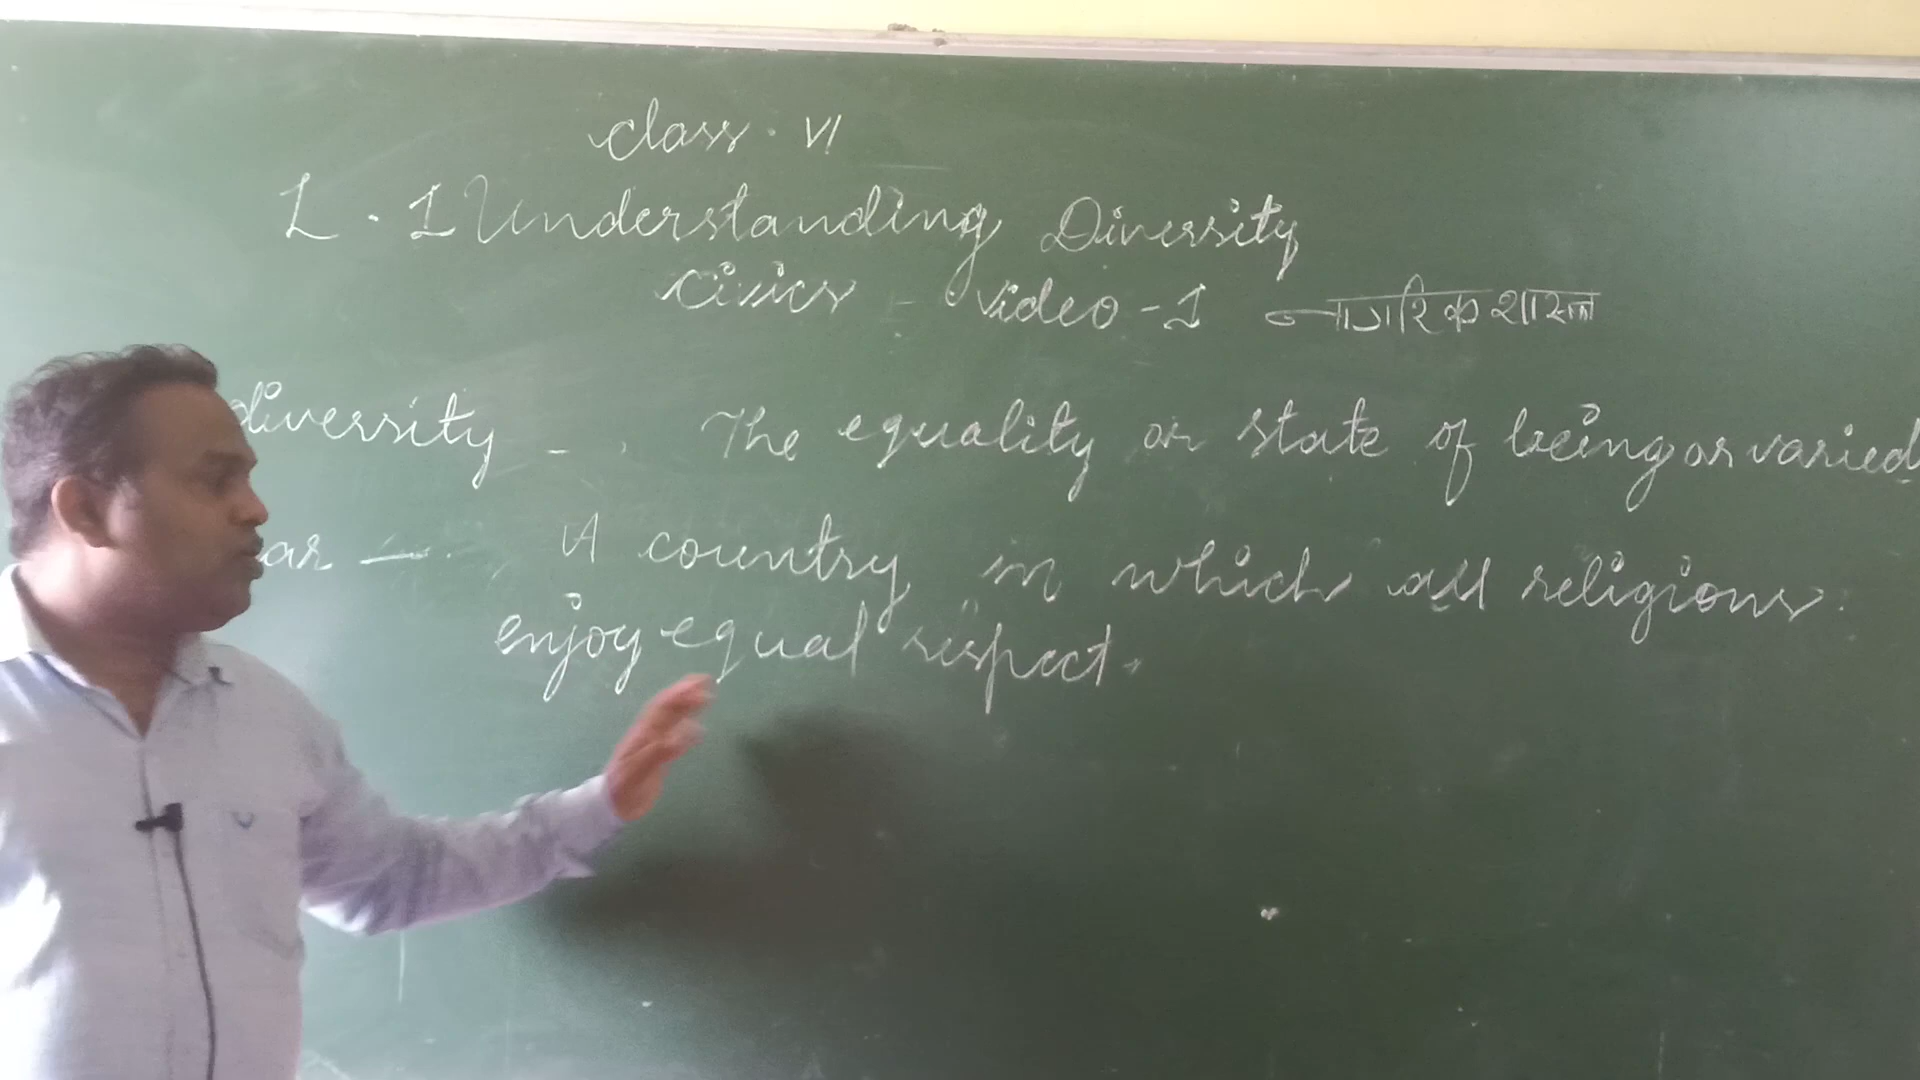 Class. VI
L. 1 Understanding Diversity
Civics - Video-1 नागरिक शास्त्र
diversity - . The equality or state of being or varied
ar - . A country in which all religions.
enjoy equal respect.